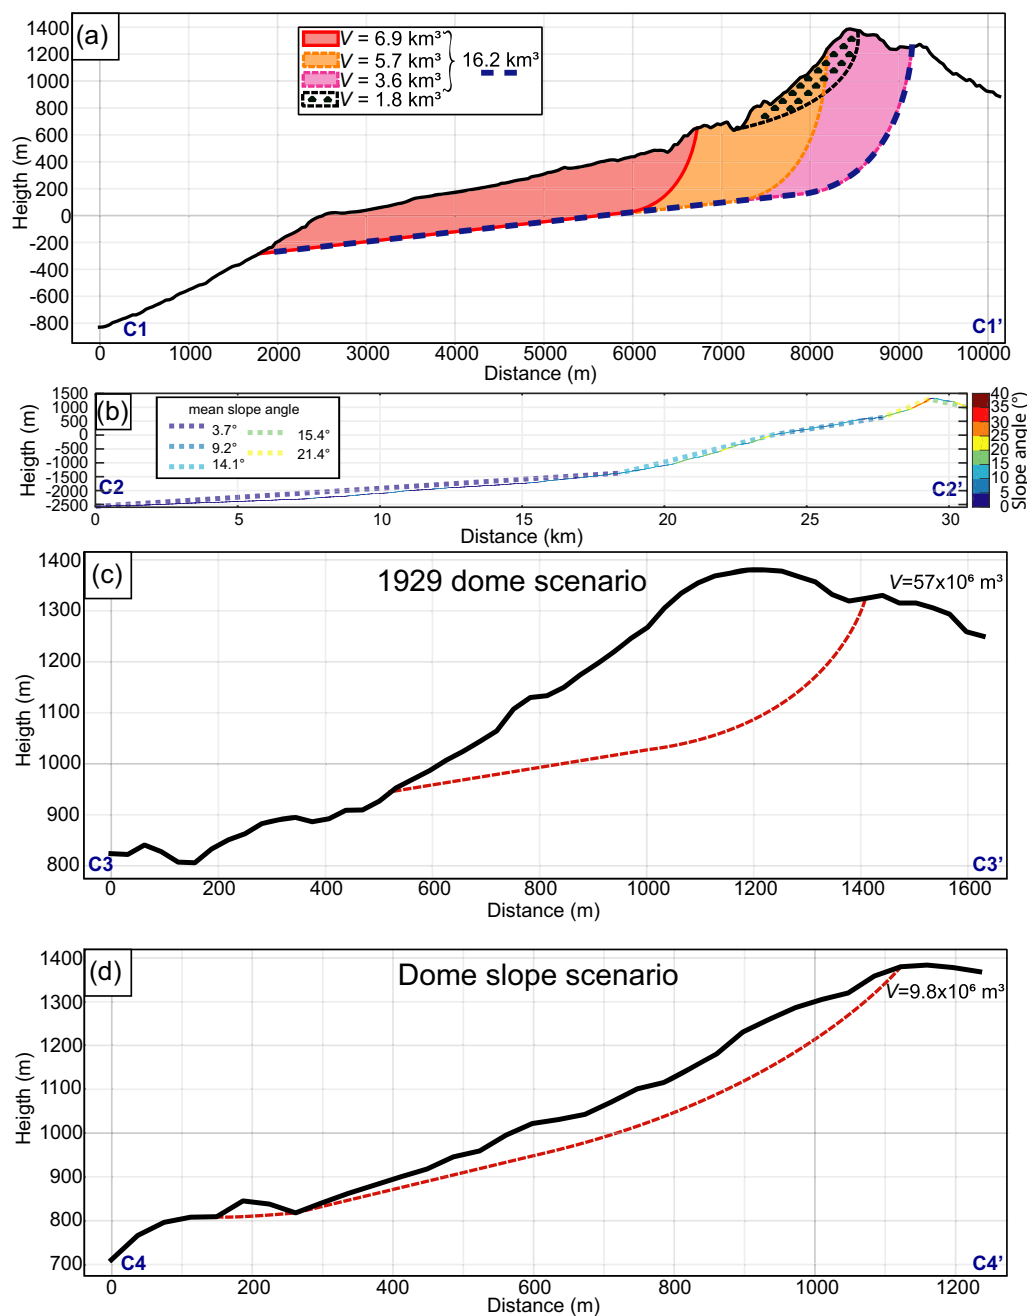 (a)
V = 6.9 km³
V = 5.7 km³
V = 3.6 km³
V = 1.8 km³
16.2 km³
1400
1200
1000
800
600
400
200
0
-200
-400
-600
-800
Heigth (m)
C1
C1’
0 1000 2000 3000 4000 5000 6000 7000 8000 9000 10000
Distance (m)
(b)
mean slope angle
3.7° 15.4°
9.2° 21.4°
14.1°
1500
1000
500
0
-500
-1000
-1500
-2000
-2500
Heigth (m)
C2
C2’
0 5 10 15 20 25 30
Distance (km)
40
35
30
25
20
15
10
5
0
Slope angle (°)
(c)
1929 dome scenario
V=57x10⁶ m³
1400
1300
1200
1100
1000
900
800
Heigth (m)
C3
C3’
0 200 400 600 800 1000 1200 1400 1600
Distance (m)
(d)
Dome slope scenario
V=9.8x10⁶ m³
1400
1300
1200
1100
1000
900
800
700
Heigth (m)
C4
C4’
0 200 400 600 800 1000 1200
Distance (m)